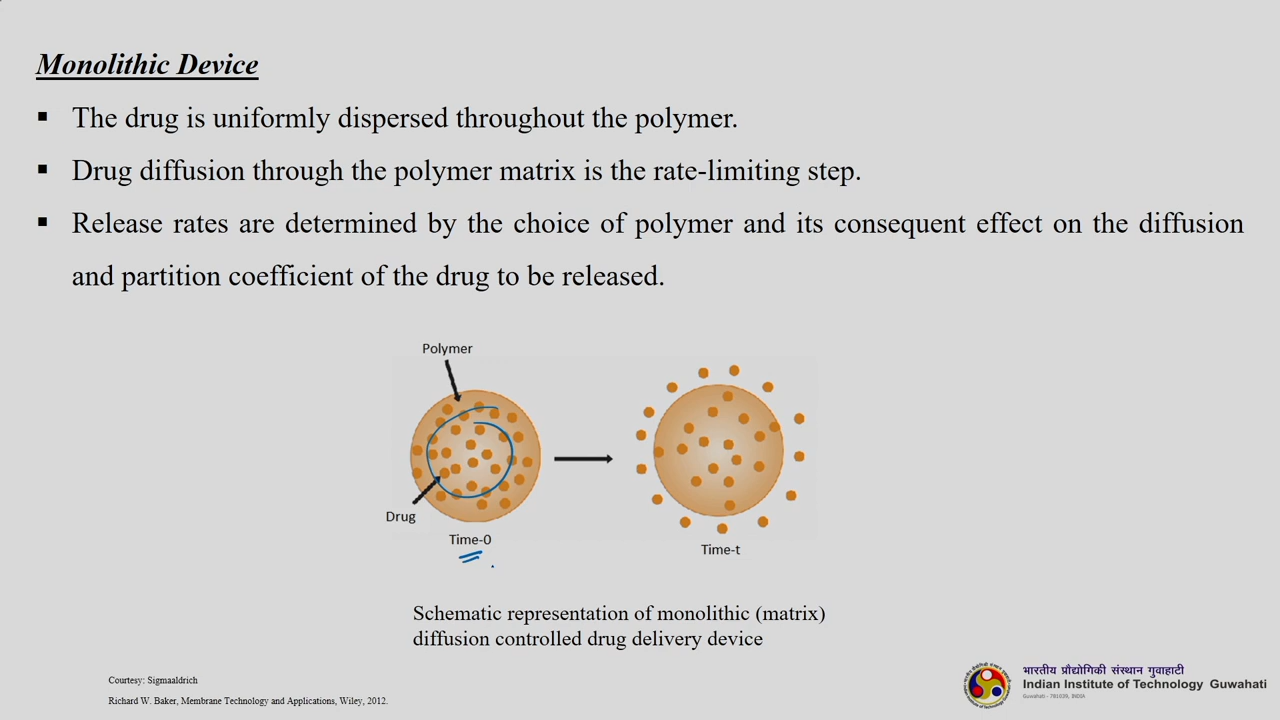 Monolithic Device
▪ The drug is uniformly dispersed throughout the polymer.
▪ Drug diffusion through the polymer matrix is the rate-limiting step.
▪ Release rates are determined by the choice of polymer and its consequent effect on the diffusion
and partition coefficient of the drug to be released.
Polymer
Drug
Time-0
Time-t
Schematic representation of monolithic (matrix)
diffusion controlled drug delivery device
Courtesy: Sigmaaldrich
Richard W. Baker, Membrane Technology and Applications, Wiley, 2012.
भारतीय प्रौद्योगिकी संस्थान गुवाहाटी
Indian Institute of Technology Guwahati
Guwahati - 781039, INDIA